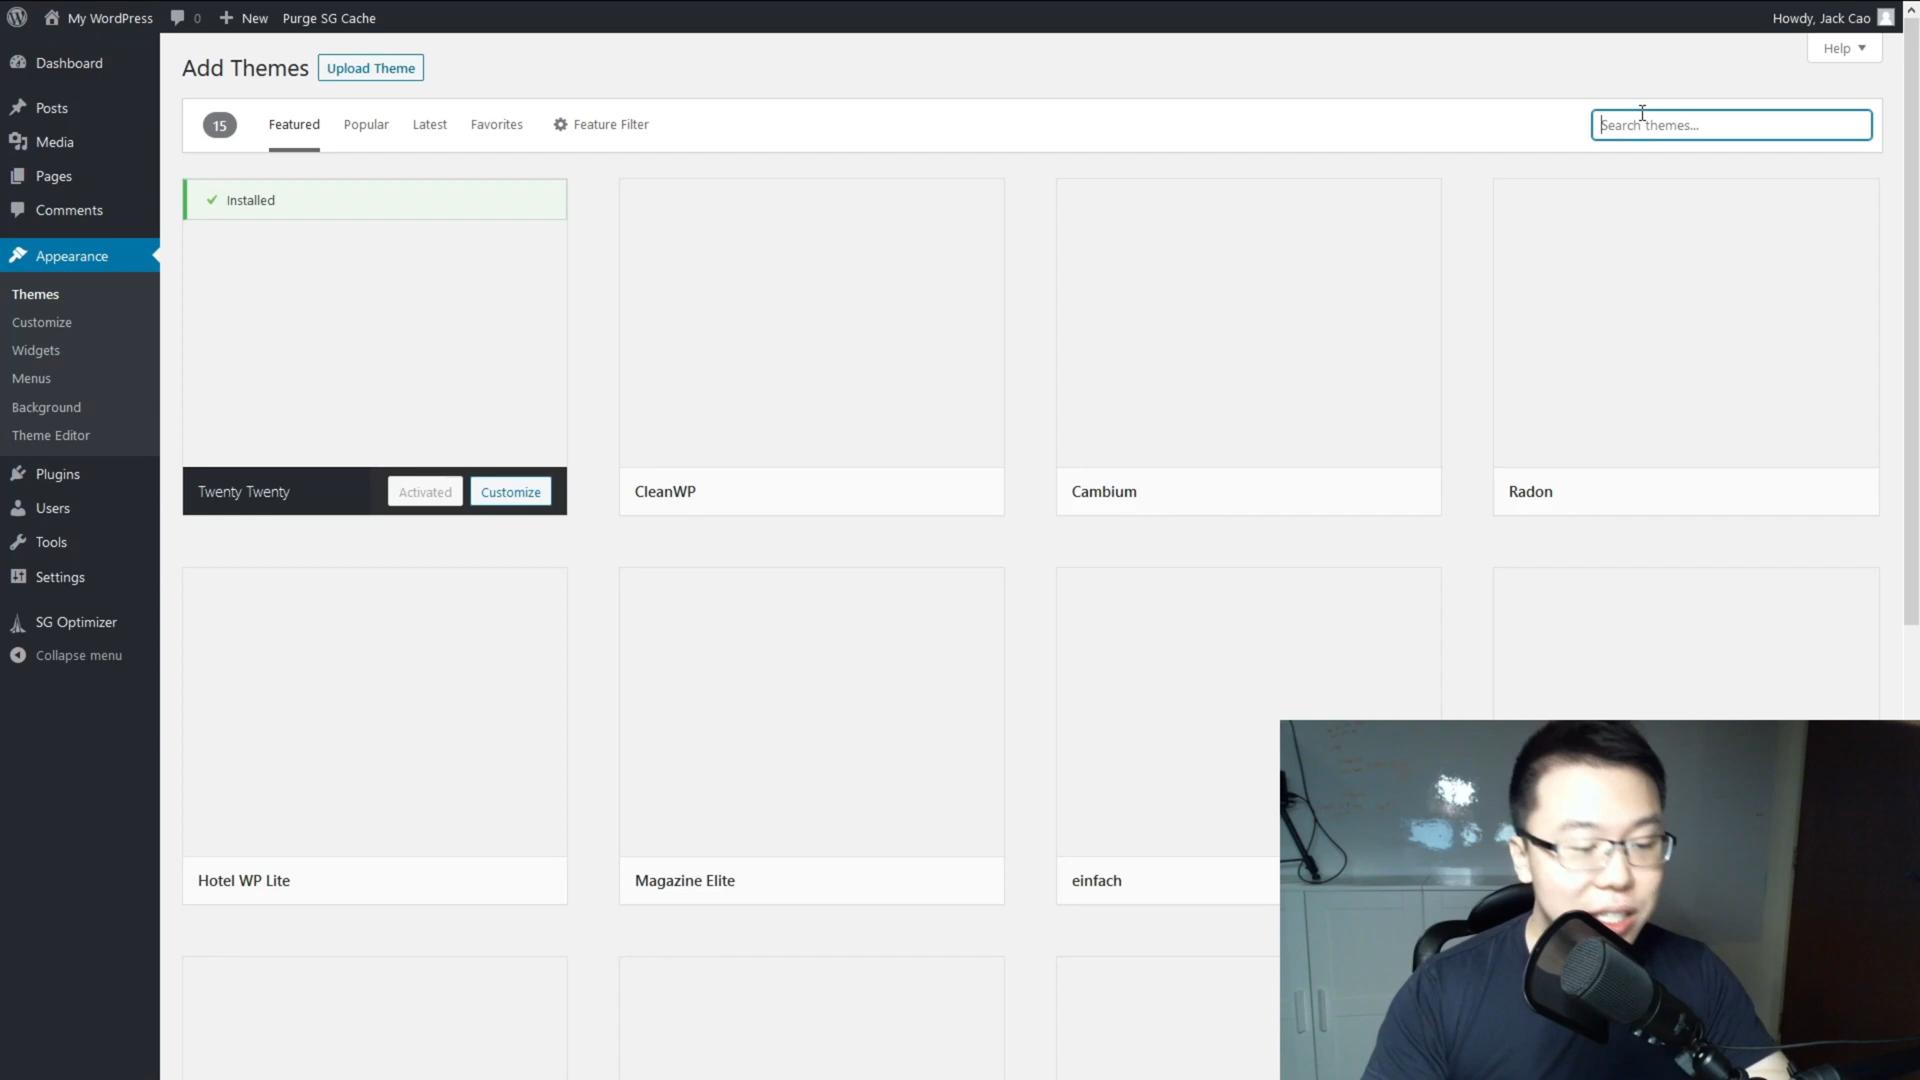 My WordPress 0 New Purge SG Cache Howdy, Jack Cao
Help
Add Themes Upload Theme
15 Featured Popular Latest Favorites Feature Filter Search themes...
Dashboard
Posts
Media
Pages
Comments
Appearance
Themes
Customize
Widgets
Menus
Background
Theme Editor
Plugins
Users
Tools
Settings
SG Optimizer
Collapse menu
Installed
Twenty Twenty Activated Customize
CleanWP
Cambium
Radon
Hotel WP Lite
Magazine Elite
einfach